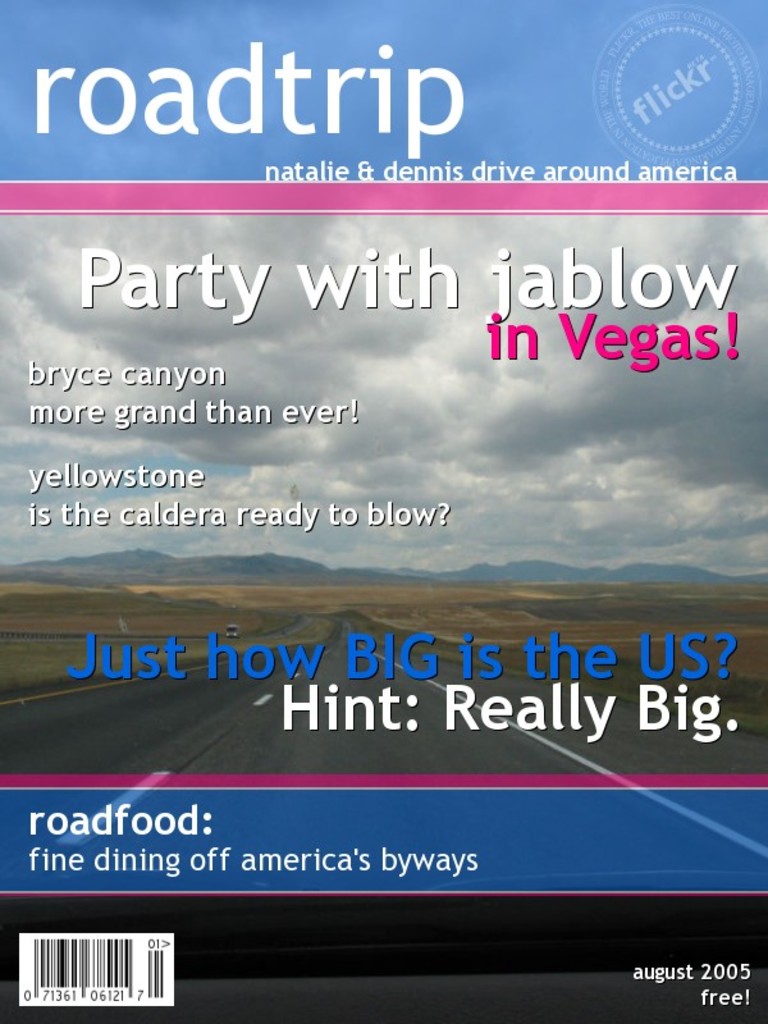 roadtrip
flickr
natalie & dennis drive around america
Party with jablow
in Vegas!
bryce canyon
more grand than ever!
yellowstone
is the caldera ready to blow?
Just how BIG is the US?
Hint: Really Big.
roadfood:
fine dining off america's byways
01>
0 71361 06121 7
august 2005
free!